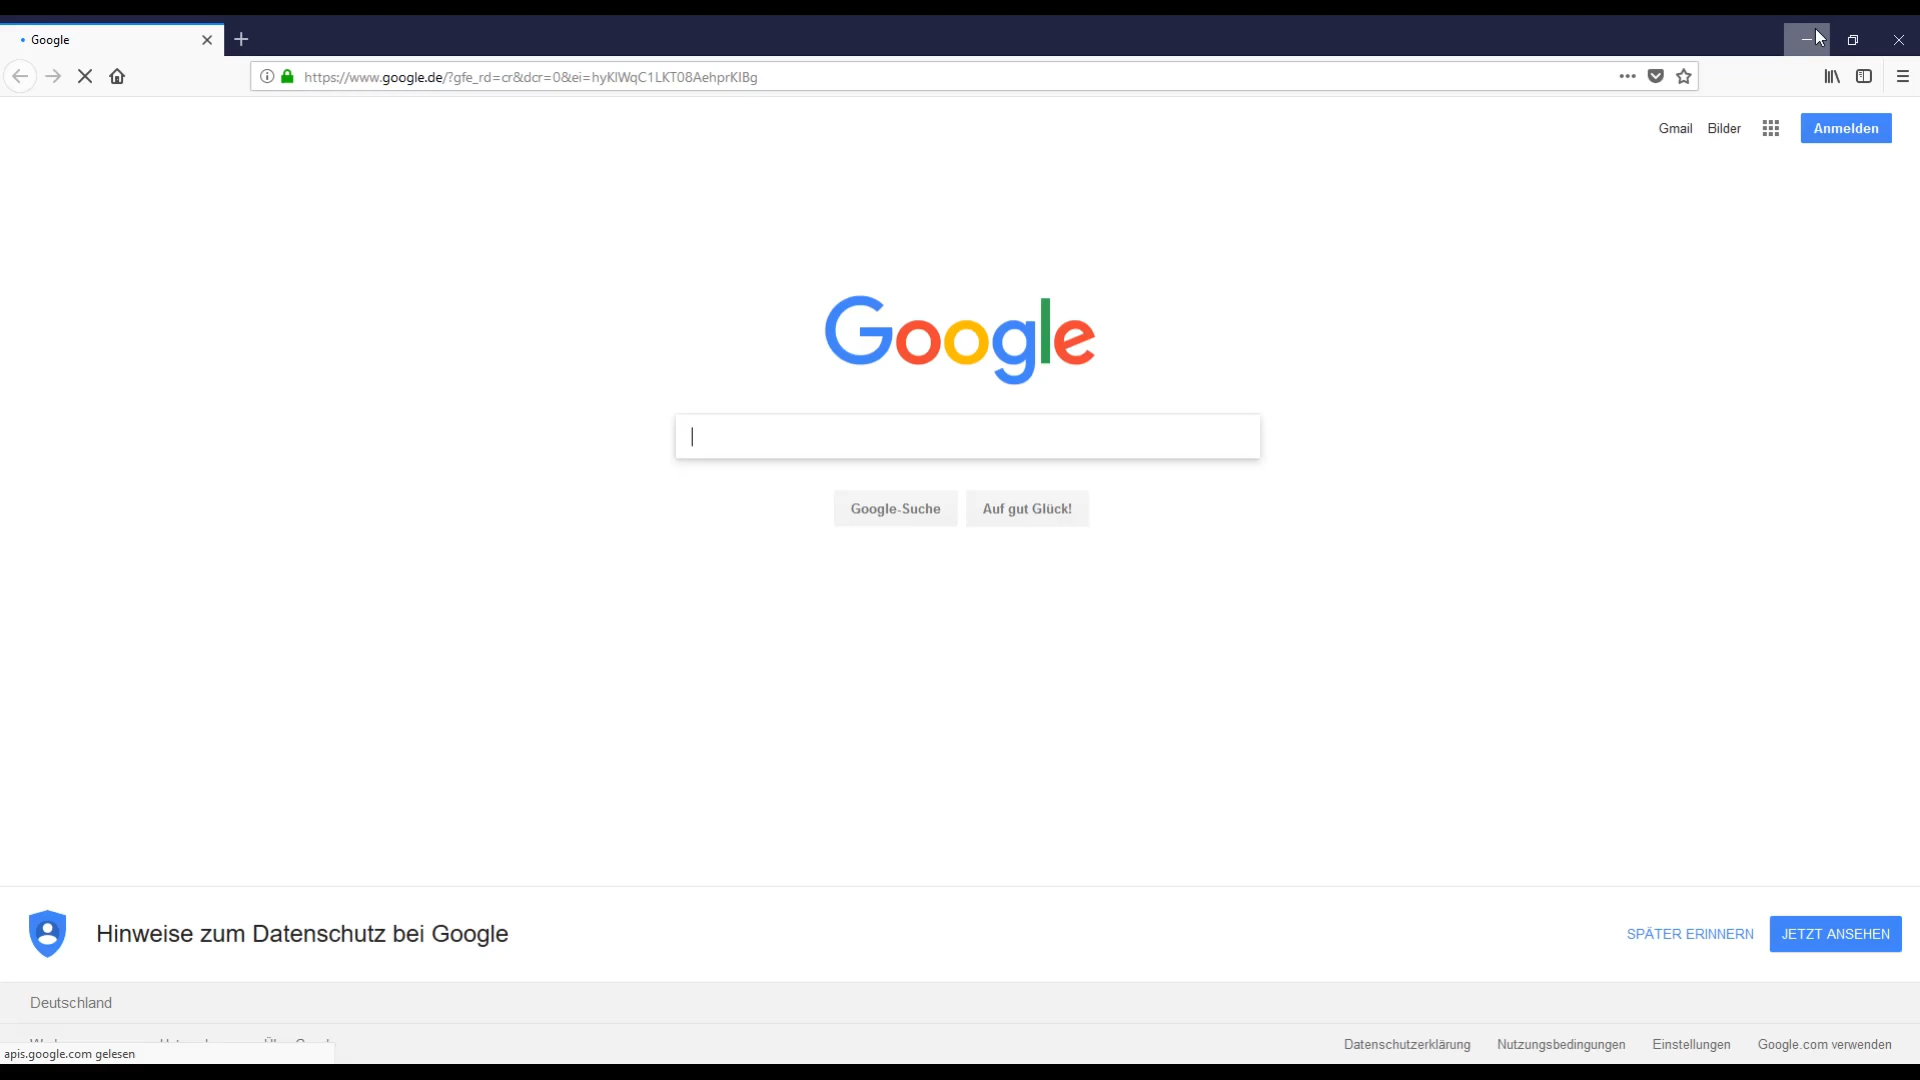 Google
https://www.google.de/?gfe_rd=cr&dcr=0&ei=hyKIWqC1LKT08AehprKIBg
Gmail Bilder Anmelden
Google
Google-Suche Auf gut Glück!
Hinweise zum Datenschutz bei Google SPÄTER ERINNERN JETZT ANSEHEN
Deutschland
Datenschutzerklärung Nutzungsbedingungen Einstellungen Google.com verwenden
apis.google.com gelesen